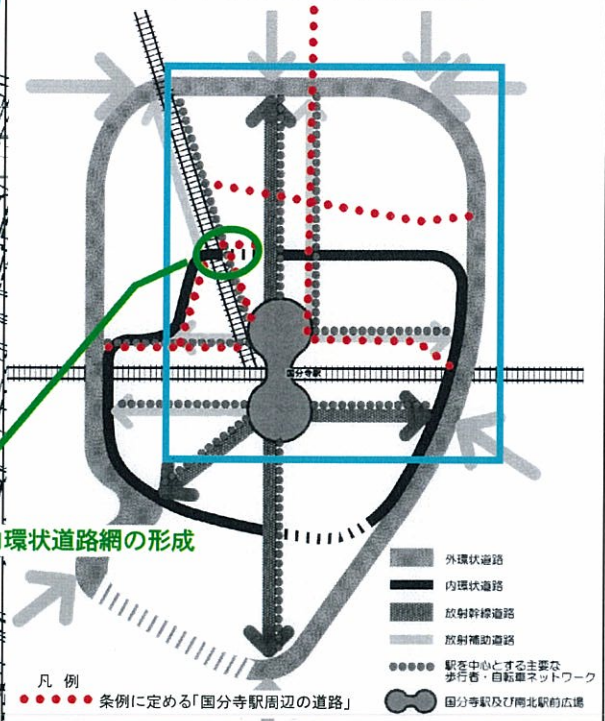 国分寺駅
環状道路網の形成
外環状道路
内環状道路
放射幹線道路
放射補助道路
駅を中心とする主要な
歩行者・自転車ネットワーク
国分寺駅及び南北駅前広場
凡 例
条例に定める「国分寺駅周辺の道路」